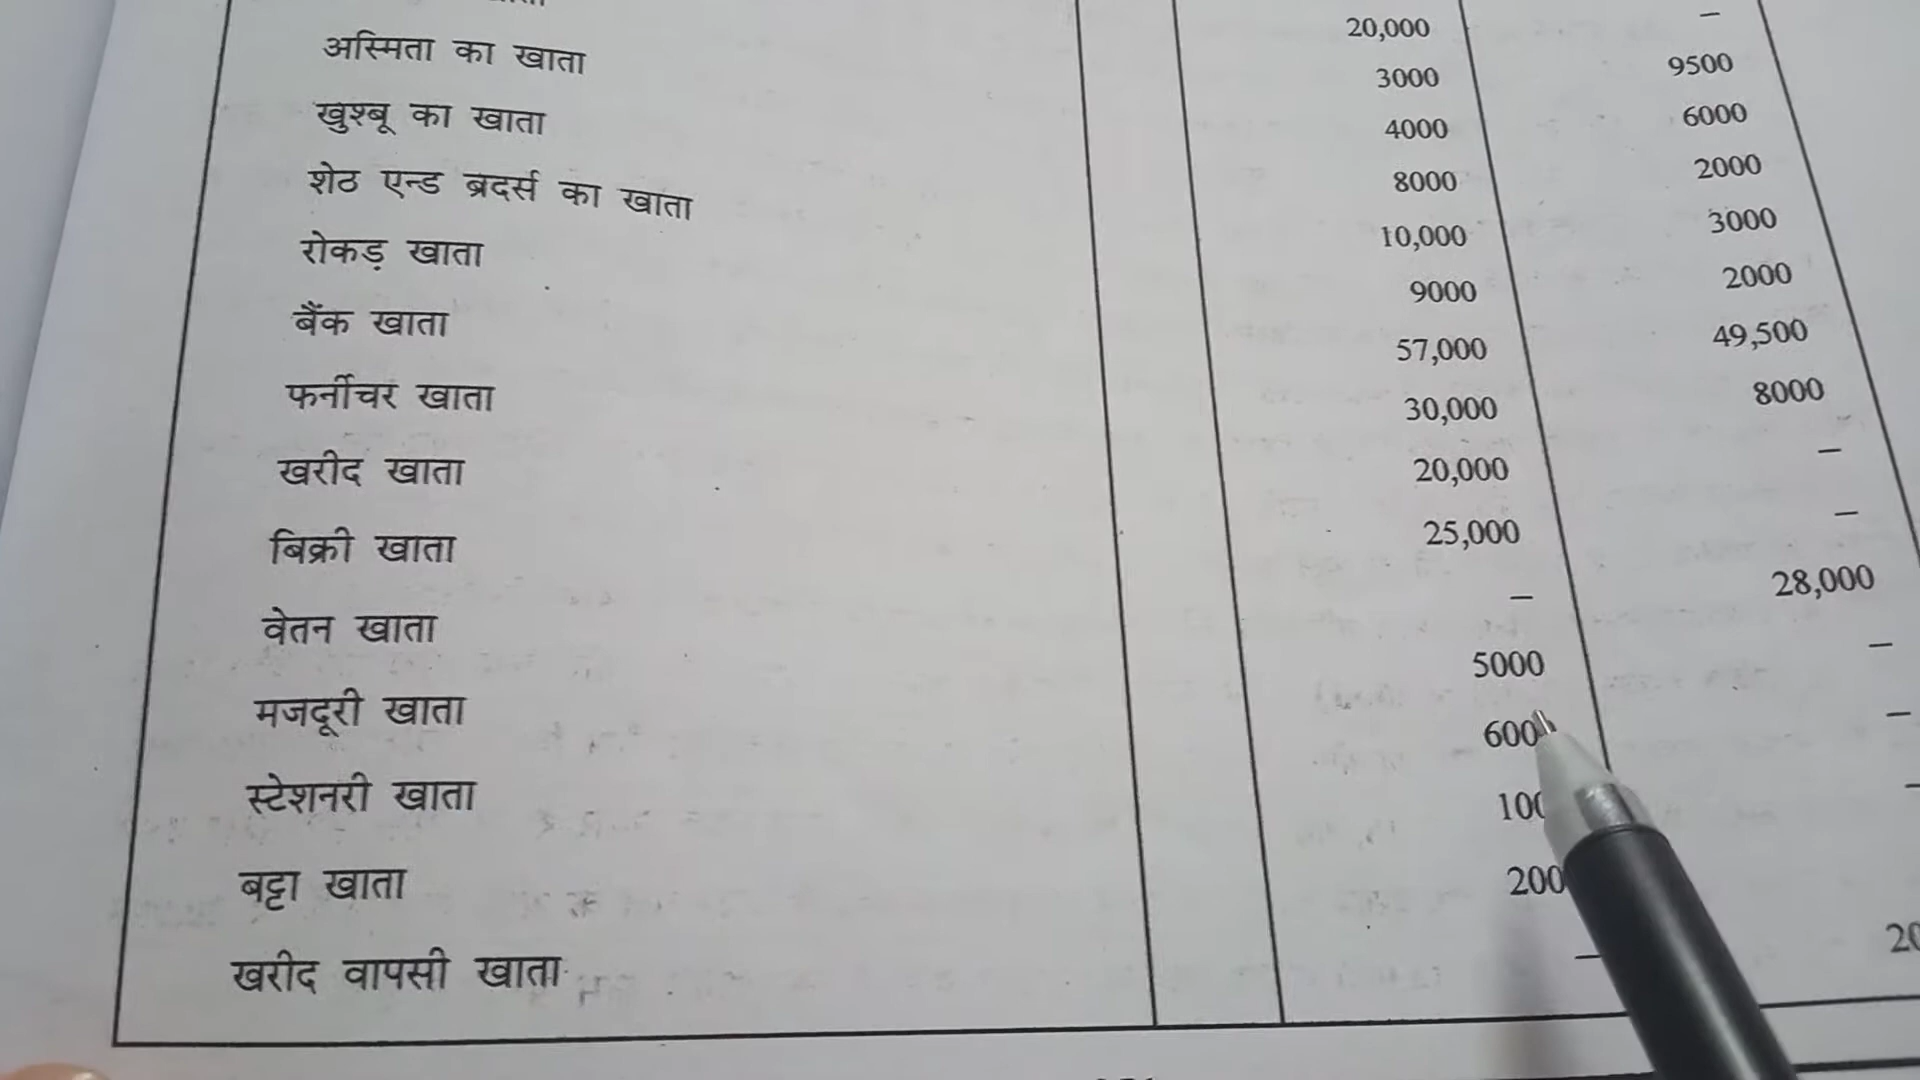 20,000 –
3000 9500
4000 6000
अस्मिता का खाता 8000 2000
खुश्बू का खाता 10,000 3000
शेठ एन्ड ब्रदर्स का खाता 9000 2000
रोकड़ खाता 57,000 49,500
बैंक खाता 30,000 8000
फर्नीचर खाता 20,000 –
खरीद खाता 25,000 –
बिक्री खाता – 28,000
वेतन खाता 5000 –
मजदूरी खाता –
स्टेशनरी खाता –
बट्टा खाता
खरीद वापसी खाता –